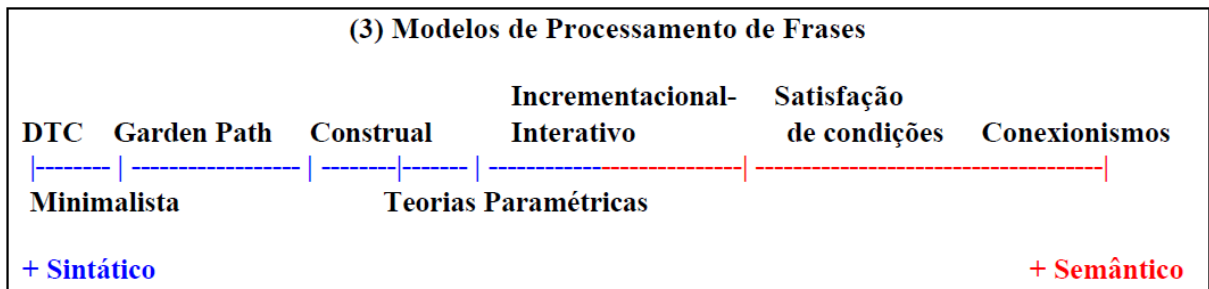 (3) Modelos de Processamento de Frases
Incrementacional- Satisfação
DTC Garden Path Construal Interativo de condições Conexionismos
|-------- | ----------------- | --------|------- | ----------------------------| -----------------------------------|
Minimalista Teorias Paramétricas
+ Sintático + Semântico